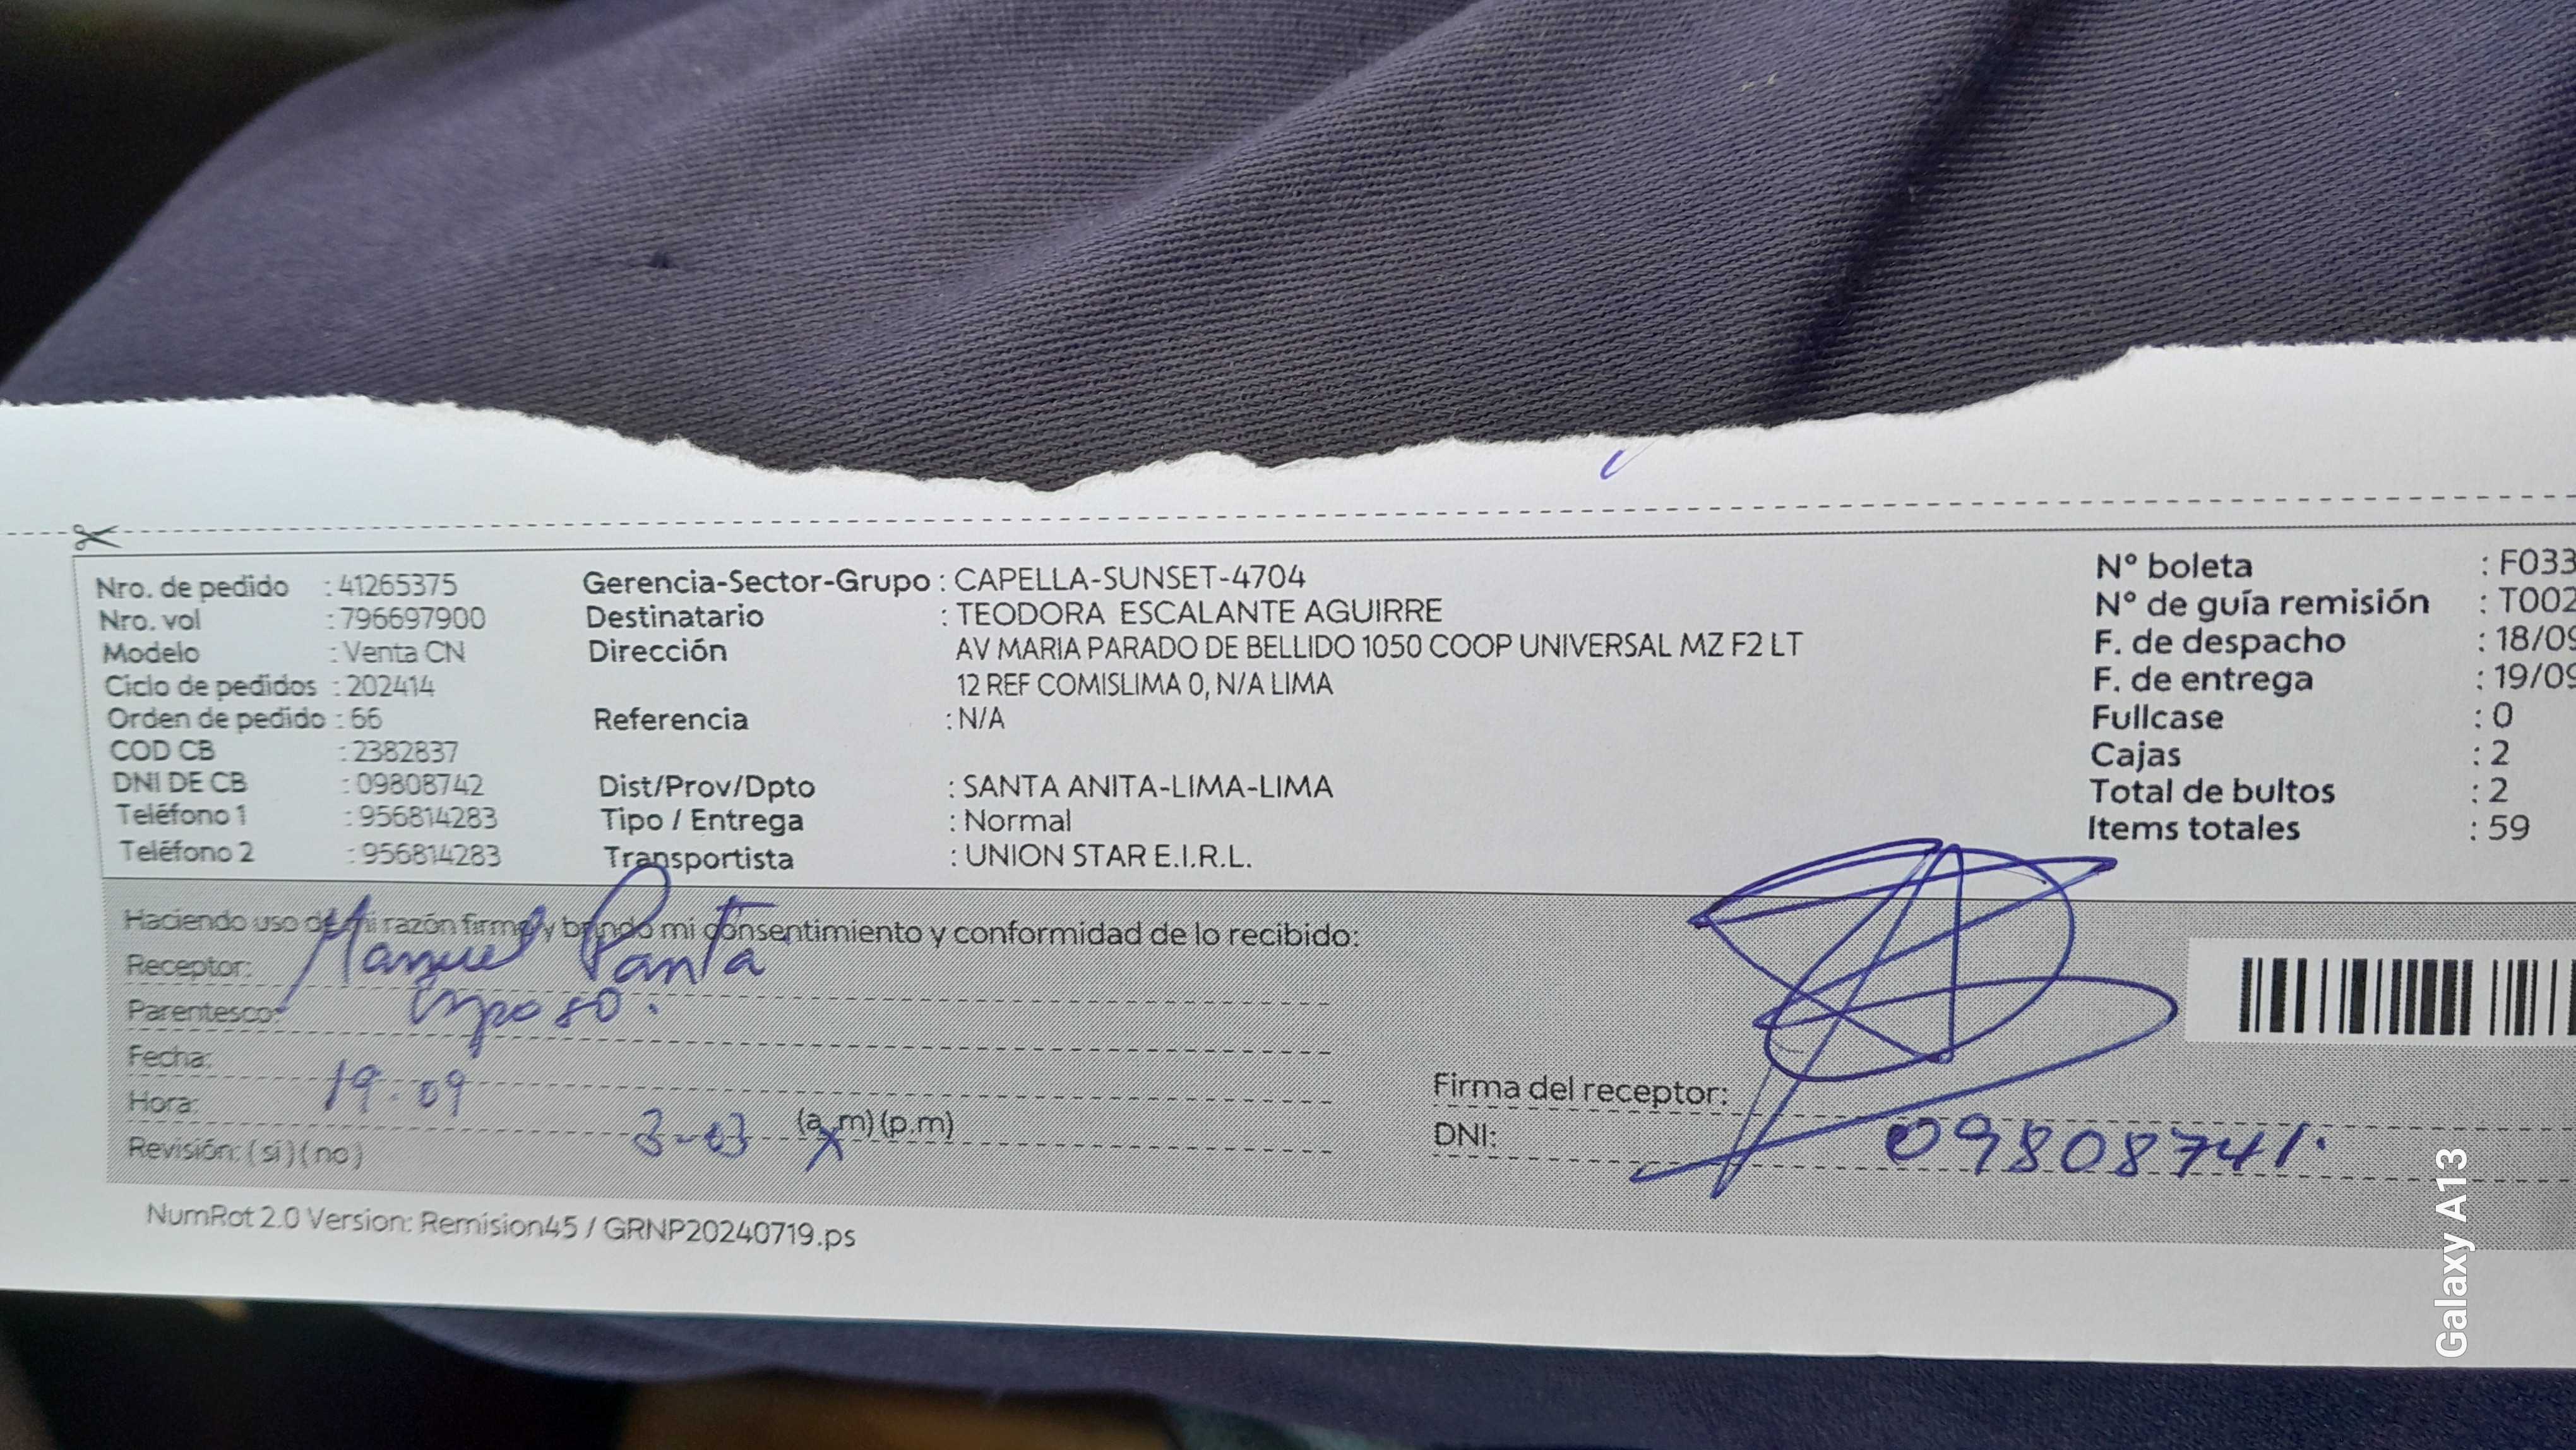 Nro. de pedido : 41265375
Nro. vol : 796697900
Modelo : Venta CN
Ciclo de pedidos : 202414
Orden de pedido : 66
COD CB : 2382837
DNI DE CB : 09808742
Teléfono 1 : 956814283
Teléfono 2 : 956814283
Gerencia-Sector-Grupo : CAPELLA-SUNSET-4704
Destinatario : TEODORA ESCALANTE AGUIRRE
Dirección AV MARIA PARADO DE BELLIDO 1050 COOP UNIVERSAL MZ F2 LT
12 REF COMISLIMA 0, N/A LIMA
Referencia : N/A
Dist/Prov/Dpto : SANTA ANITA-LIMA-LIMA
Tipo / Entrega : Normal
Transportista : UNION STAR E.I.R.L.
N° boleta : F033
N° de guía remisión : T002
F. de despacho : 18/09
F. de entrega : 19/09
Fullcase : 0
Cajas : 2
Total de bultos : 2
Items totales : 59
Haciendo uso de mi razón firmo y brindo mi consentimiento y conformidad de lo recibido:
Receptor: Manuel Panta
Parentesco: esposo.
Fecha: 19-09
Hora: 3-03 (a.m) (p.m)
Revisión: (si) (no)
Firma del receptor:
DNI: 09808741.
NumRot 2.0 Version: Remision45 / GRNP20240719.ps
Galaxy A13